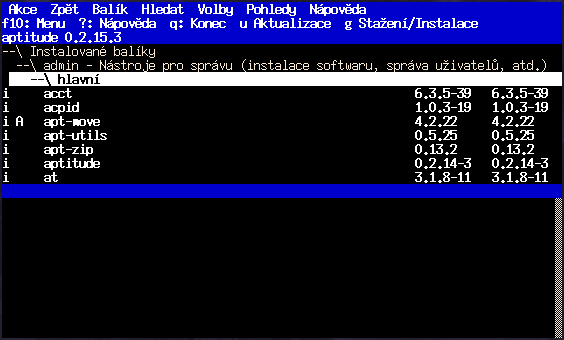 Akce Zpět Balík Hledat Volby Pohledy Nápověda
f10: Menu ?: Nápověda q: Konec u Aktualizace g Stažení/Instalace
aptitude 0.2.15.3
--\ Instalované balíky
--\ admin - Nástroje pro správu (instalace softwaru, správa uživatelů, atd.)
--\ hlavní
i acct 6.3.5-39 6.3.5-39
i acpid 1.0.3-19 1.0.3-19
i A apt-move 4.2.22 4.2.22
i apt-utils 0.5.25 0.5.25
i apt-zip 0.13.2 0.13.2
i aptitude 0.2.14-3 0.2.14-3
i at 3.1.8-11 3.1.8-11